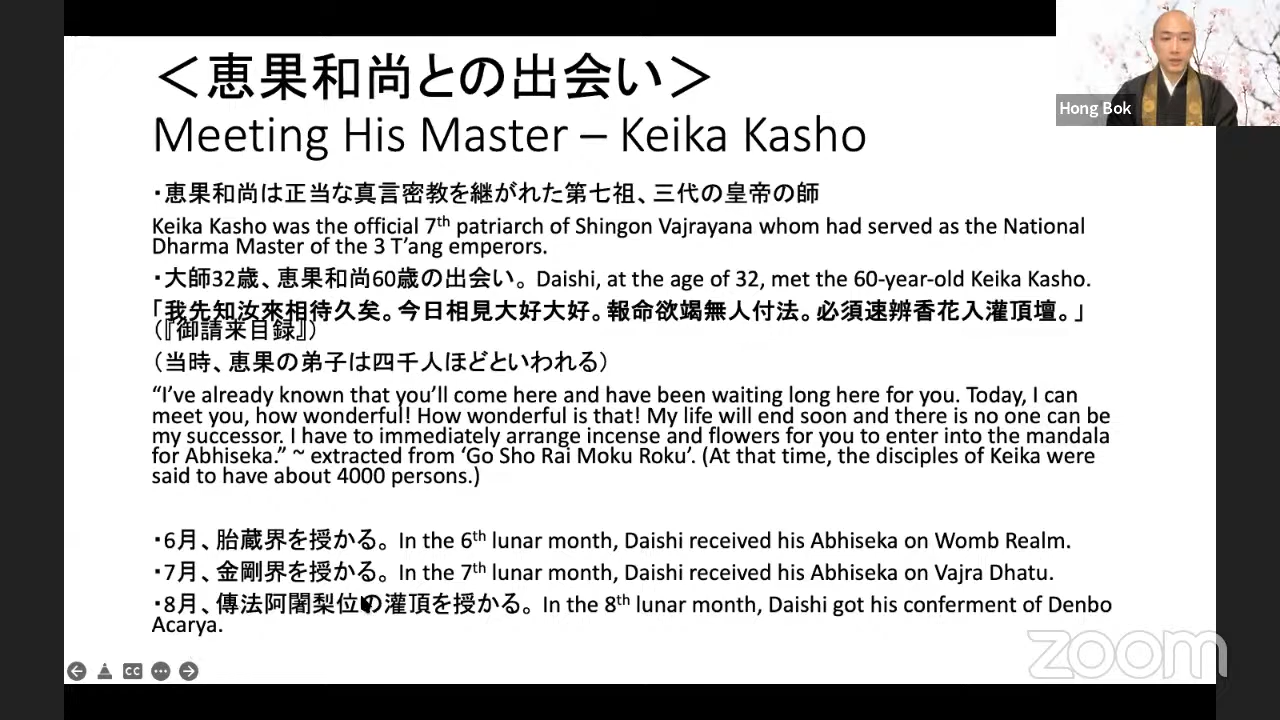 ＜恵果和尚との出会い＞
Meeting His Master – Keika Kasho
・恵果和尚は正当な真言密教を継がれた第七祖、三代の皇帝の師
Keika Kasho was the official 7th patriarch of Shingon Vajrayana whom had served as the National
Dharma Master of the 3 T’ang emperors.
・大師32歳、恵果和尚60歳の出会い。Daishi, at the age of 32, met the 60-year-old Keika Kasho.
「我先知汝來相待久矣。今日相見大好大好。報命欲竭無人付法。必須速辨香花入灌頂壇。」
（『御請来目録』）
（当時、恵果の弟子は四千人ほどといわれる）
“I’ve already known that you’ll come here and have been waiting long here for you. Today, I can
meet you, how wonderful! How wonderful is that! My life will end soon and there is no one can be
my successor. I have to immediately arrange incense and flowers for you to enter into the mandala
for Abhiseka.” ~ extracted from ‘Go Sho Rai Moku Roku’. (At that time, the disciples of Keika were
said to have about 4000 persons.)
・6月、胎蔵界を授かる。In the 6th lunar month, Daishi received his Abhiseka on Womb Realm.
・7月、金剛界を授かる。In the 7th lunar month, Daishi received his Abhiseka on Vajra Dhatu.
・8月、傳法阿闍梨位の灌頂を授かる。In the 8th lunar month, Daishi got his conferment of Denbo
Acarya.
Hong Bok
CC
zoom